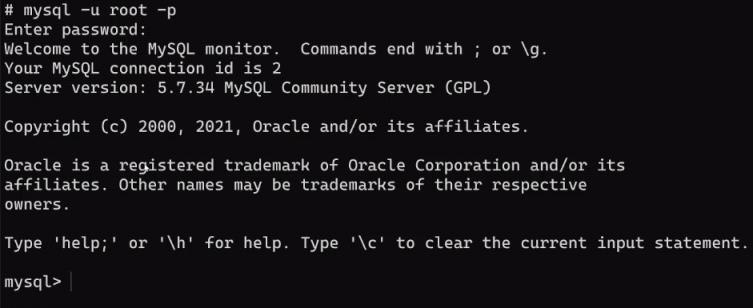 # mysql -u root -p
Enter password:
Welcome to the MySQL monitor.  Commands end with ; or \g.
Your MySQL connection id is 2
Server version: 5.7.34 MySQL Community Server (GPL)
Copyright (c) 2000, 2021, Oracle and/or its affiliates.
Oracle is a registered trademark of Oracle Corporation and/or its
affiliates. Other names may be trademarks of their respective
owners.
Type 'help;' or '\h' for help. Type '\c' to clear the current input statement.
mysql>